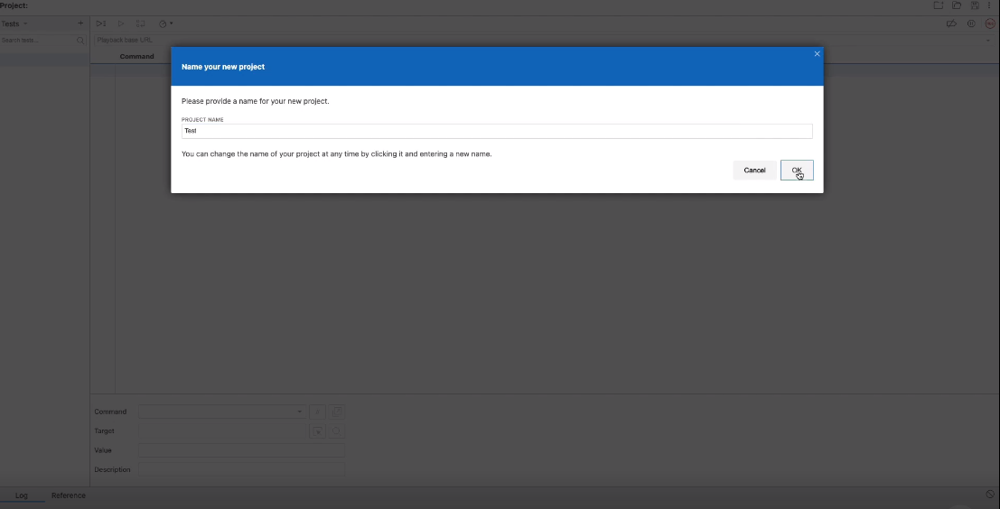 Project:
Tests
Search tests...
Playback base URL
Command
Name your new project
Please provide a name for your new project.
PROJECT NAME
Test
You can change the name of your project at any time by clicking it and entering a new name.
Cancel
OK
Command
Target
Value
Description
Log
Reference